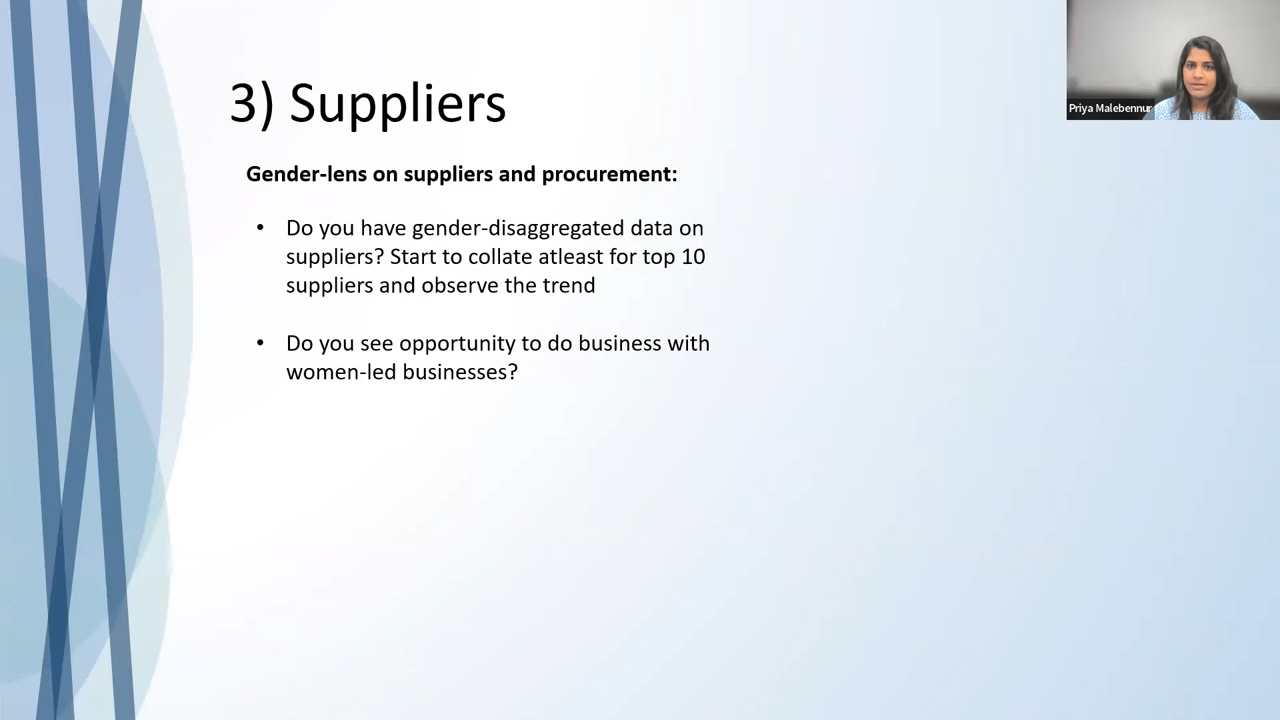 3) Suppliers
Priya Malebennur
Gender-lens on suppliers and procurement:
• Do you have gender-disaggregated data on
suppliers? Start to collate atleast for top 10
suppliers and observe the trend
• Do you see opportunity to do business with
women-led businesses?